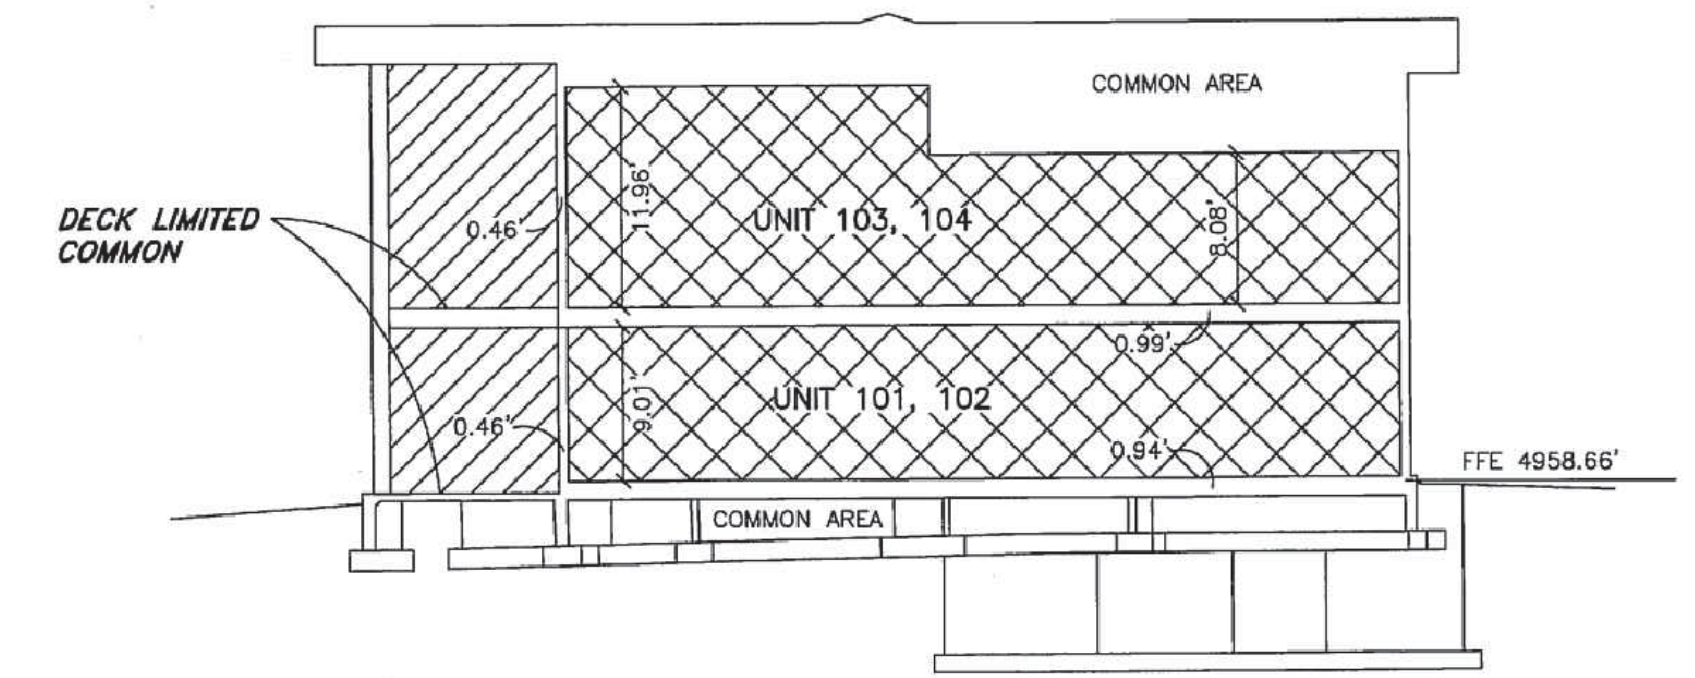 COMMON AREA
DECK LIMITED
COMMON
0.46'
11.96'
UNIT 103, 104
8.08'
0.99'
9.01'
UNIT 101, 102
0.46'
0.94'
FFE 4958.66'
COMMON AREA